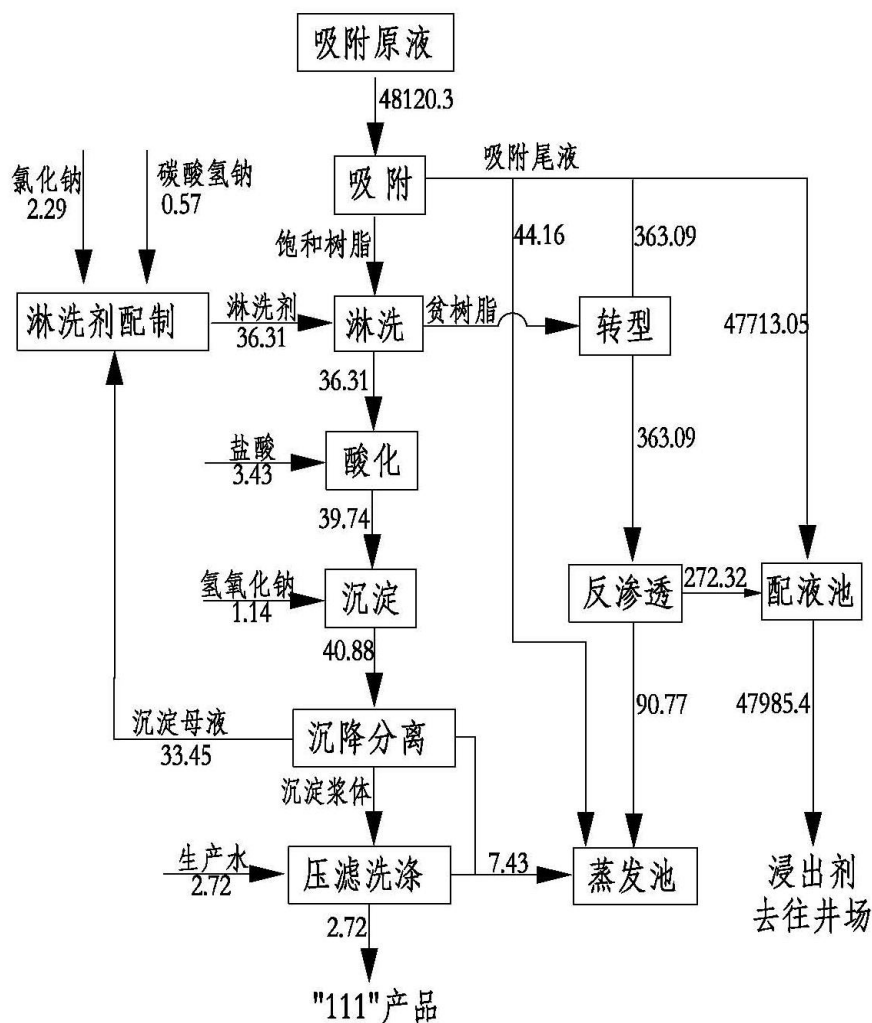 吸附原液
48120.3
吸附尾液
吸附
氯化钠
2.29
碳酸氢钠
0.57
44.16
363.09
饱和树脂
淋洗剂配制
淋洗剂
36.31
淋洗
贫树脂
转型
47713.05
36.31
363.09
盐酸
3.43
酸化
39.74
氢氧化钠
1.14
沉淀
反渗透
272.32
配液池
40.88
90.77
47985.4
沉淀母液
33.45
沉降分离
沉淀浆体
生产水
2.72
压滤洗涤
7.43
蒸发池
浸出剂
去往井场
2.72
"111"产品